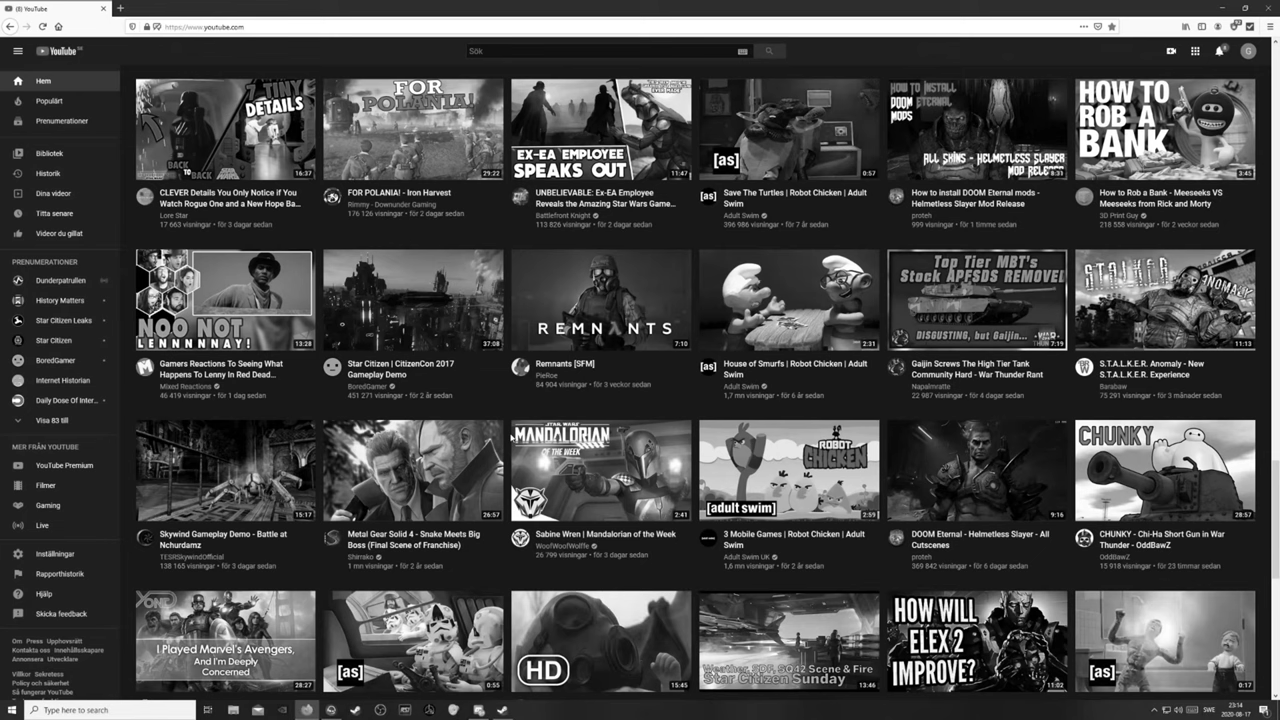 (8) YouTube
https://www.youtube.com
YouTube SE
Sök
Hem
Populärt
Prenumerationer
Bibliotek
Historik
Dina videor
Titta senare
Videor du gillat
PRENUMERATIONER
Dunderpatrullen
History Matters
Star Citizen Leaks
Star Citizen
BoredGamer
Internet Historian
Daily Dose Of Inter...
Visa 83 till
MER FRÅN YOUTUBE
YouTube Premium
Filmer
Gaming
Live
Inställningar
Rapporthistorik
Hjälp
Skicka feedback
Om Press Upphovsrätt
Kontakta oss Innehållsskapare
Annonsera Utvecklare
Villkor Sekretess
Policy och säkerhet
Så fungerar YouTube
7 TINY
DETAILS
BACK
TO
BACK
16:37
CLEVER Details You Only Notice if You
Watch Rogue One and a New Hope Ba...
Lore Star
17 663 visningar • för 3 dagar sedan
FOR
POLANIA!
29:22
FOR POLANIA! - Iron Harvest
Rimmy - Downunder Gaming
176 126 visningar • för 2 dagar sedan
EVER MADE
EX-EA EMPLOYEE
SPEAKS OUT
11:47
UNBELIEVABLE: Ex-EA Employee
Reveals the Amazing Star Wars Game...
Battlefront Knight
113 826 visningar • för 2 dagar sedan
[as]
Save The Turtles | Robot Chicken | Adult
Swim
Adult Swim
396 986 visningar • för 7 år sedan
HOW TO INSTALL
DOOM ETERNAL
MODS
ALL SKINS - HELMETLESS SLAYER
MOD RELEASE
8:31
How to install DOOM Eternal mods -
Helmetless Slayer Mod Release
proteh
999 visningar • för 1 timme sedan
HOW TO
ROB A
BANK
3:45
How to Rob a Bank - Meeseeks VS
Meeseeks from Rick and Morty
3D Print Guy
218 558 visningar • för 2 veckor sedan
NOO NOT
LENNNNNAY!
13:28
Gamers Reactions To Seeing What
Happens To Lenny In Red Dead...
Mixed Reactions
46 419 visningar • för 1 dag sedan
37:08
Star Citizen | CitizenCon 2017
Gameplay Demo
BoredGamer
451 271 visningar • för 2 år sedan
REMNANTS
7:10
Remnants [SFM]
PieRoe
84 904 visningar • för 3 veckor sedan
2:31
[as]
House of Smurfs | Robot Chicken | Adult
Swim
Adult Swim
1,7 mn visningar • för 6 år sedan
Top Tier MBT's
Stock APFSDS REMOVED
DISGUSTING, but Gaijin...
7:19
Gaijin Screws The High Tier Tank
Community Hard - War Thunder Rant
Napalmratte
22 987 visningar • för 4 dagar sedan
S.T.A.L.K.E.R.
ANOMALY
11:13
S.T.A.L.K.E.R. Anomaly - New
S.T.A.L.K.E.R. Experience
Barabaw
75 291 visningar • för 3 månader sedan
15:17
Skywind Gameplay Demo - Battle at
Nchurdamz
TESRSkywindOfficial
138 165 visningar • för 3 dagar sedan
26:57
Metal Gear Solid 4 - Snake Meets Big
Boss (Final Scene of Franchise)
Shirrsko
1 mn visningar • för 2 år sedan
STAR WARS
MANDALORIAN
OF THE WEEK
2:41
Sabine Wren | Mandalorian of the Week
WoofWoofWolffe
26 799 visningar • för 3 dagar sedan
ROBOT
CHICKEN
[adult swim]
2:59
3 Mobile Games | Robot Chicken | Adult
Swim
Adult Swim UK
1,6 mn visningar • för 2 år sedan
9:16
DOOM Eternal - Helmetless Slayer - All
Cutscenes
proteh
369 842 visningar • för 6 dagar sedan
CHUNKY
28:57
CHUNKY - Chi-Ha Short Gun in War
Thunder - OddBawZ
OddBawZ
15 918 visningar • för 23 timmar sedan
YONG
I Played Marvel's Avengers,
And I'm Deeply
Concerned
28:27
[as]
0:55
HD
15:45
Weather, SDF, SQ42 Scene & Fire
Star Citizen Sunday
13:46
HOW WILL
ELEX 2
IMPROVE?
11:02
[as]
0:17
Type here to search
SWE
23:14
2020-08-17